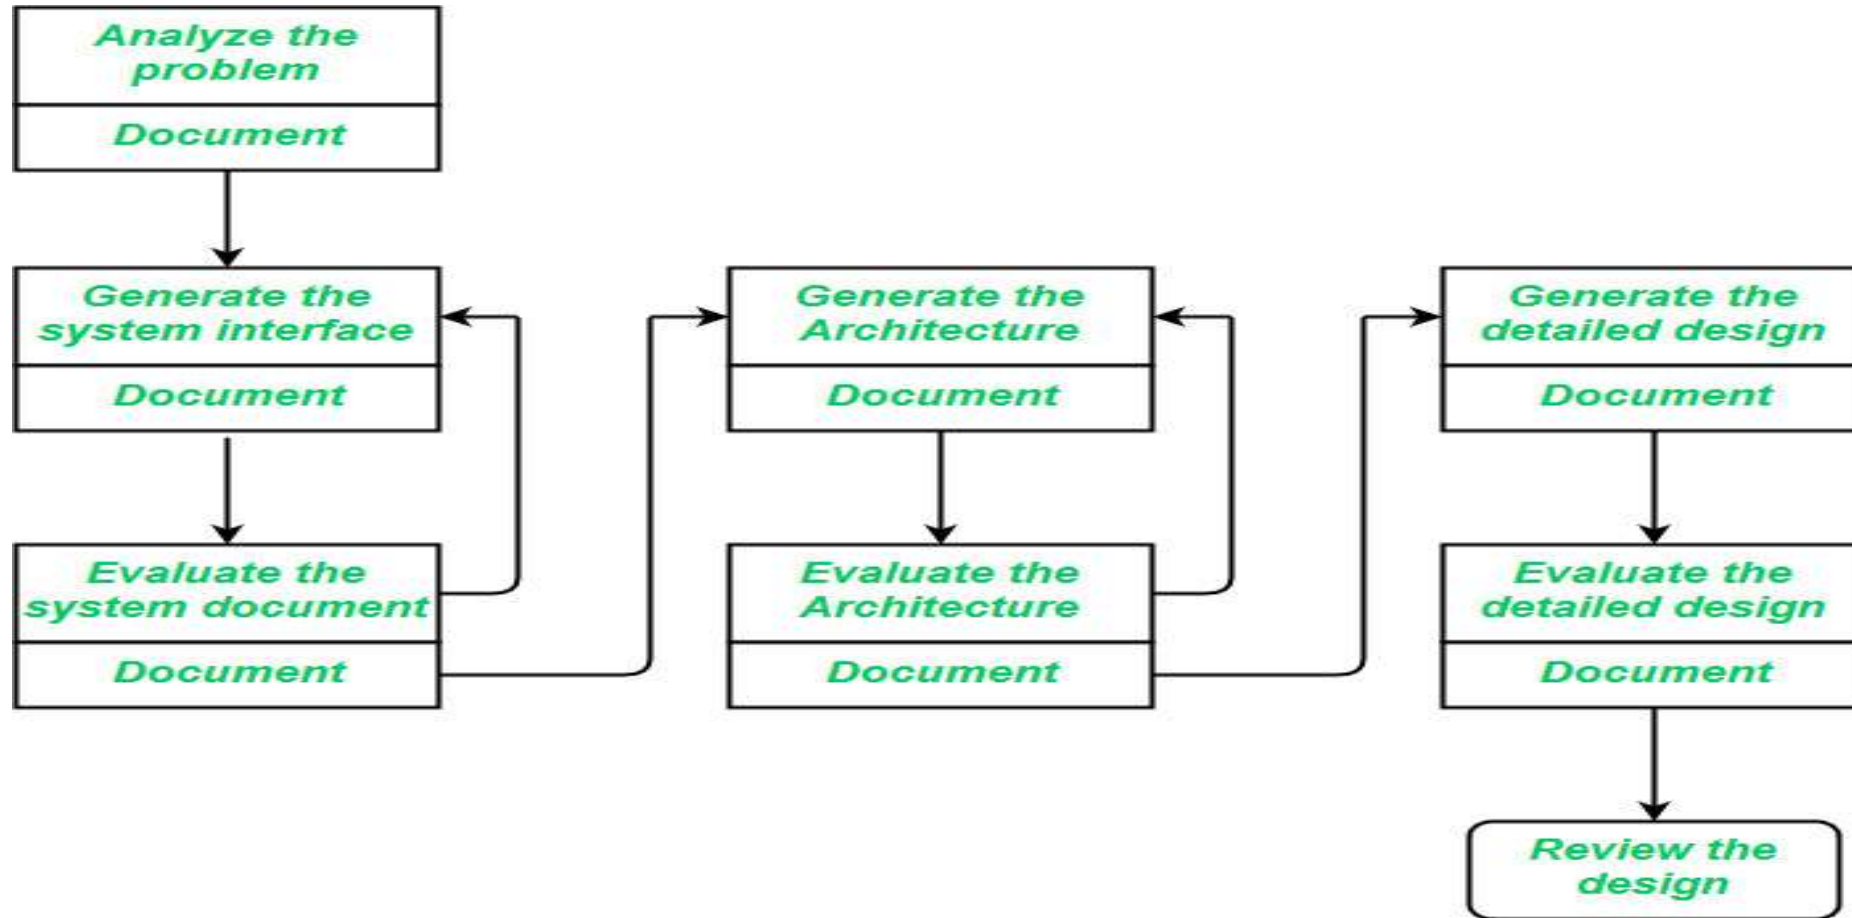 Analyze the
problem
Document
Generate the
system interface
Document
Evaluate the
system document
Document
Generate the
Architecture
Document
Evaluate the
Architecture
Document
Generate the
detailed design
Document
Evaluate the
detailed design
Document
Review the
design